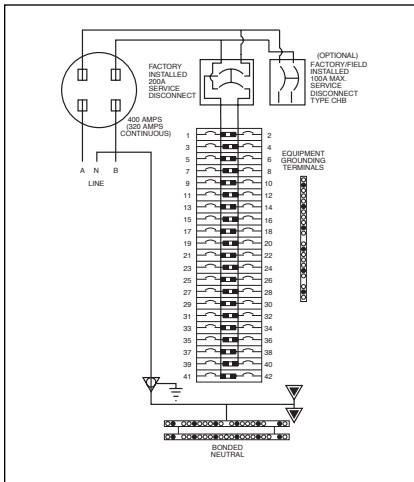 FACTORY
INSTALLED
200A
SERVICE
DISCONNECT
(OPTIONAL)
FACTORY/FIELD
INSTALLED
100A MAX.
SERVICE
DISCONNECT
TYPE CHB
400 AMPS
(320 AMPS
CONTINUOUS)
A N B
LINE
EQUIPMENT
GROUNDING
TERMINALS
1 2
3 4
5 6
7 8
9 10
11 12
13 14
15 16
17 18
19 20
21 22
23 24
25 26
27 28
29 30
31 32
33 34
35 36
37 38
39 40
41 42
BONDED
NEUTRAL